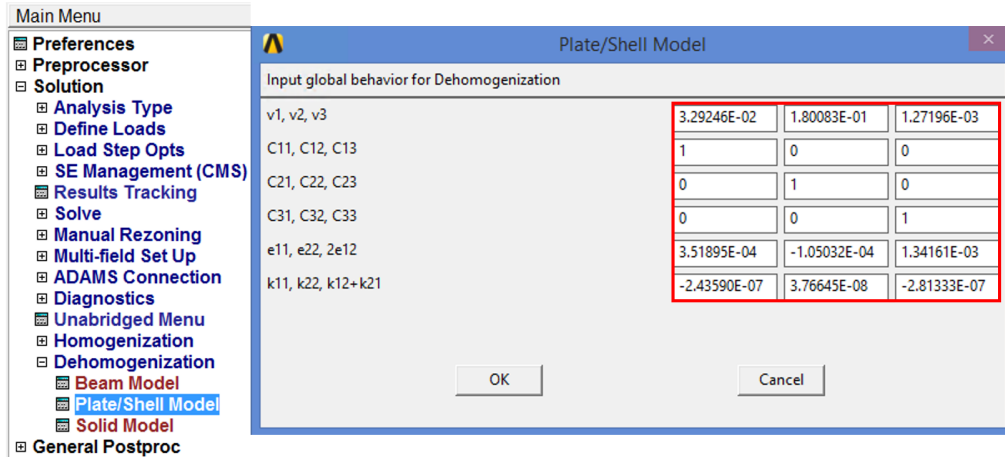 Main Menu
Preferences
Preprocessor
Solution
Analysis Type
Define Loads
Load Step Opts
SE Management (CMS)
Results Tracking
Solve
Manual Rezoning
Multi-field Set Up
ADAMS Connection
Diagnostics
Unabridged Menu
Homogenization
Dehomogenization
Beam Model
Plate/Shell Model
Solid Model
General Postproc
Plate/Shell Model
Input global behavior for Dehomogenization
v1, v2, v3 3.29246E-02 1.80083E-01 1.27196E-03
C11, C12, C13 1 0 0
C21, C22, C23 0 1 0
C31, C32, C33 0 0 1
e11, e22, 2e12 3.51895E-04 -1.05032E-04 1.34161E-03
k11, k22, k12+k21 -2.43590E-07 3.76645E-08 -2.81333E-07
OK Cancel